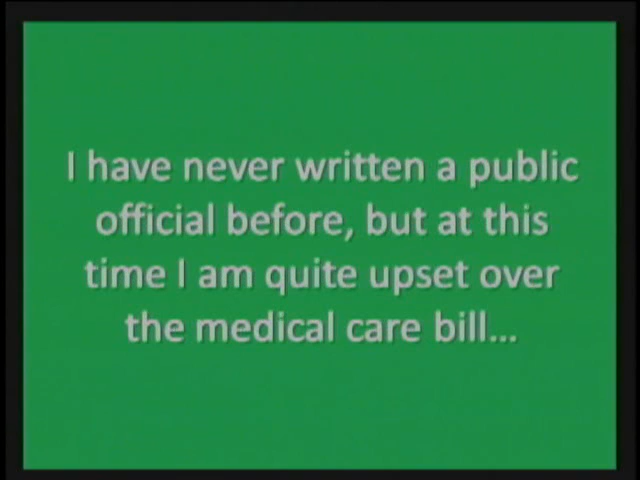 I have never written a public
official before, but at this
time I am quite upset over
the medical care bill...